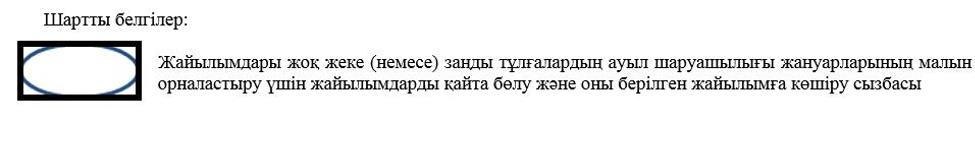 Шартты белгілер:
Жайылымдары жоқ жеке (немесе) заңды тұлғалардың ауыл шаруашылығы жануарларының малын
орналастыру үшін жайылымдарды қайта бөлу және оны берілген жайылымға көшіру сызбасы